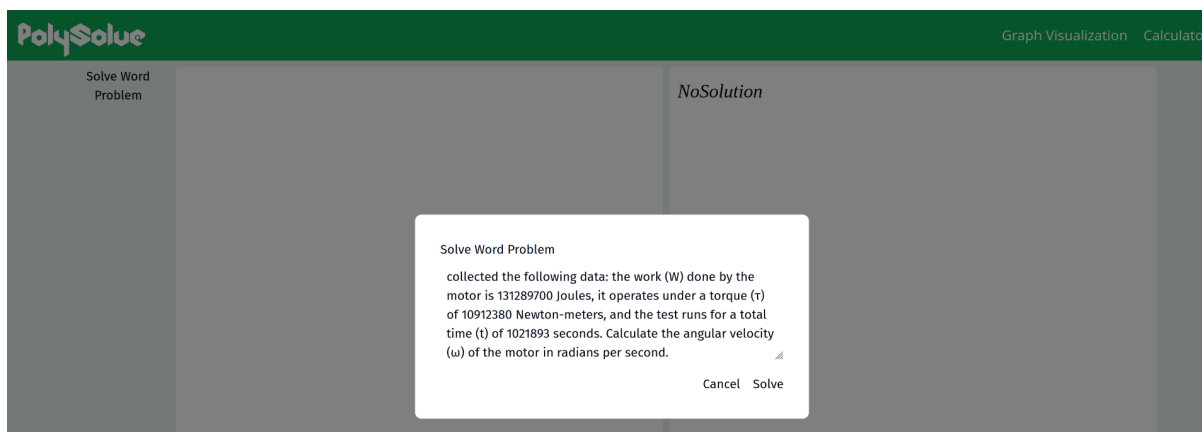 PolySolve
Graph Visualization Calculato
Solve Word
Problem
NoSolution
Solve Word Problem
collected the following data: the work (W) done by the
motor is 131289700 Joules, it operates under a torque (τ)
of 10912380 Newton-meters, and the test runs for a total
time (t) of 1021893 seconds. Calculate the angular velocity
(ω) of the motor in radians per second.
Cancel Solve